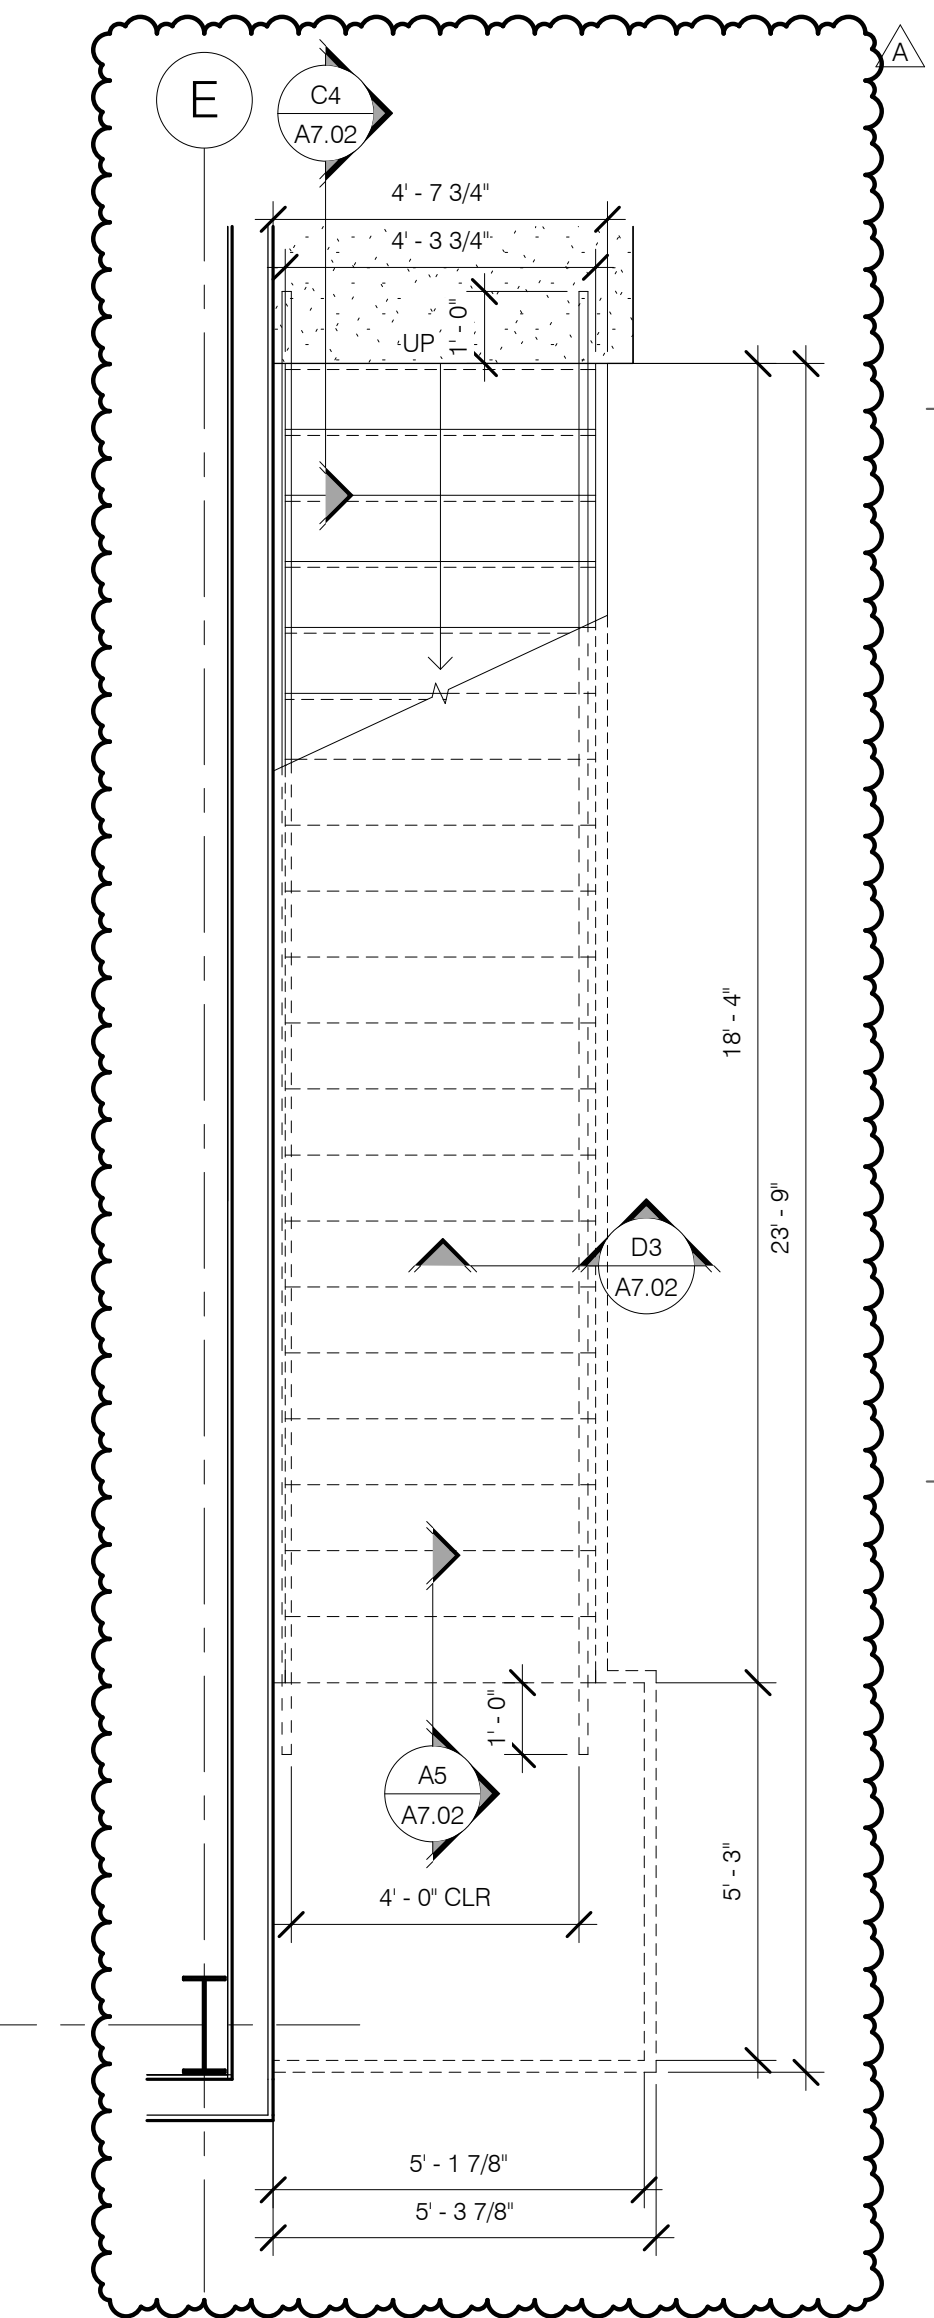 A
E
C4
A7.02
4' - 7 3/4"
4' - 3 3/4"
1' - 0"
UP
18' - 4"
23' - 9"
D3
A7.02
1' - 0"
A5
A7.02
5' - 3"
4' - 0" CLR
5' - 1 7/8"
5' - 3 7/8"